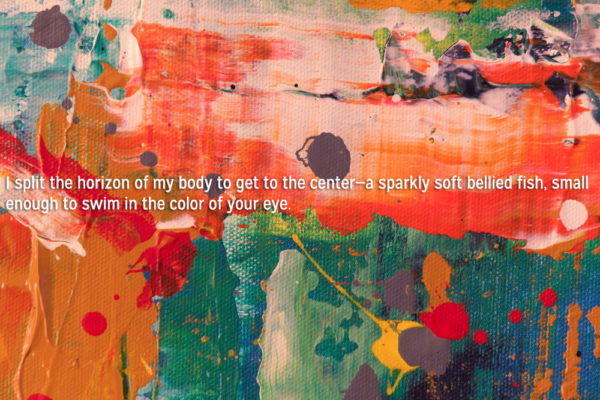 I split the horizon of my body to get to the center—a sparkly soft bellied fish, small
enough to swim in the color of your eye.